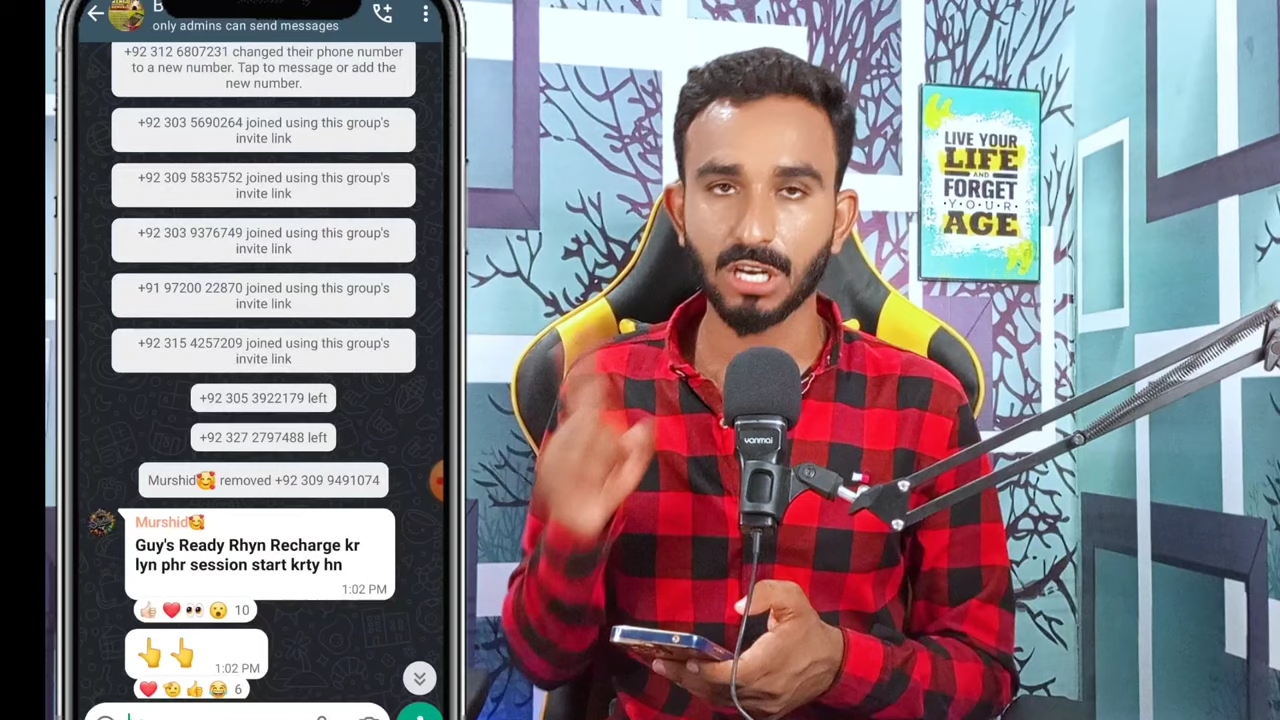 only admins can send messages
+92 312 6807231 changed their phone number
to a new number. Tap to message or add the
new number.
+92 303 5690264 joined using this group's
invite link
+92 309 5835752 joined using this group's
invite link
+92 303 9376749 joined using this group's
invite link
+91 97200 22870 joined using this group's
invite link
+92 315 4257209 joined using this group's
invite link
+92 305 3922179 left
+92 327 2797488 left
Murshid🥰 removed +92 309 9491074
Murshid🥰
Guy's Ready Rhyn Recharge kr
lyn phr session start krty hn
1:02 PM
👍❤️👀😮 10
👆👆
1:02 PM
❤️🫡👍😂 6
LIVE YOUR
LIFE
AND
FORGET
YOUR
AGE
vanmai